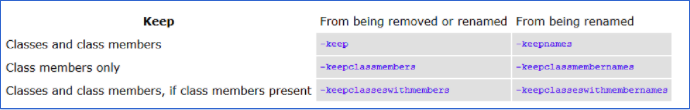 Keep From being removed or renamed From being renamed
Classes and class members -keep -keepnames
Class members only -keepclassmembers -keepclassmembernames
Classes and class members, if class members present -keepclasseswithmembers -keepclasseswithmembernames